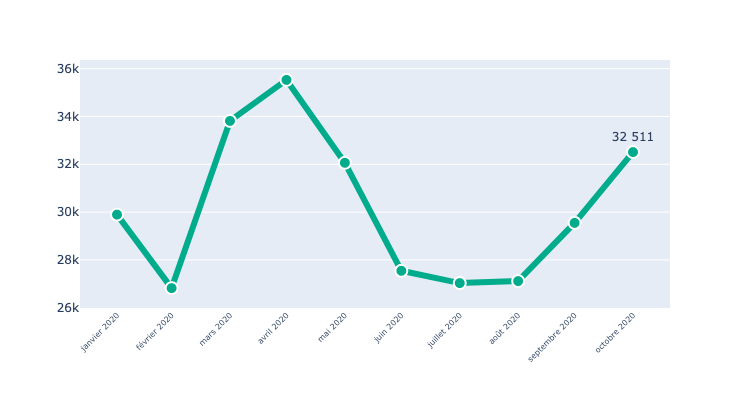 36k
34k
32k
30k
28k
26k
32 511
janvier 2020
février 2020
mars 2020
avril 2020
mai 2020
juin 2020
juillet 2020
août 2020
septembre 2020
octobre 2020